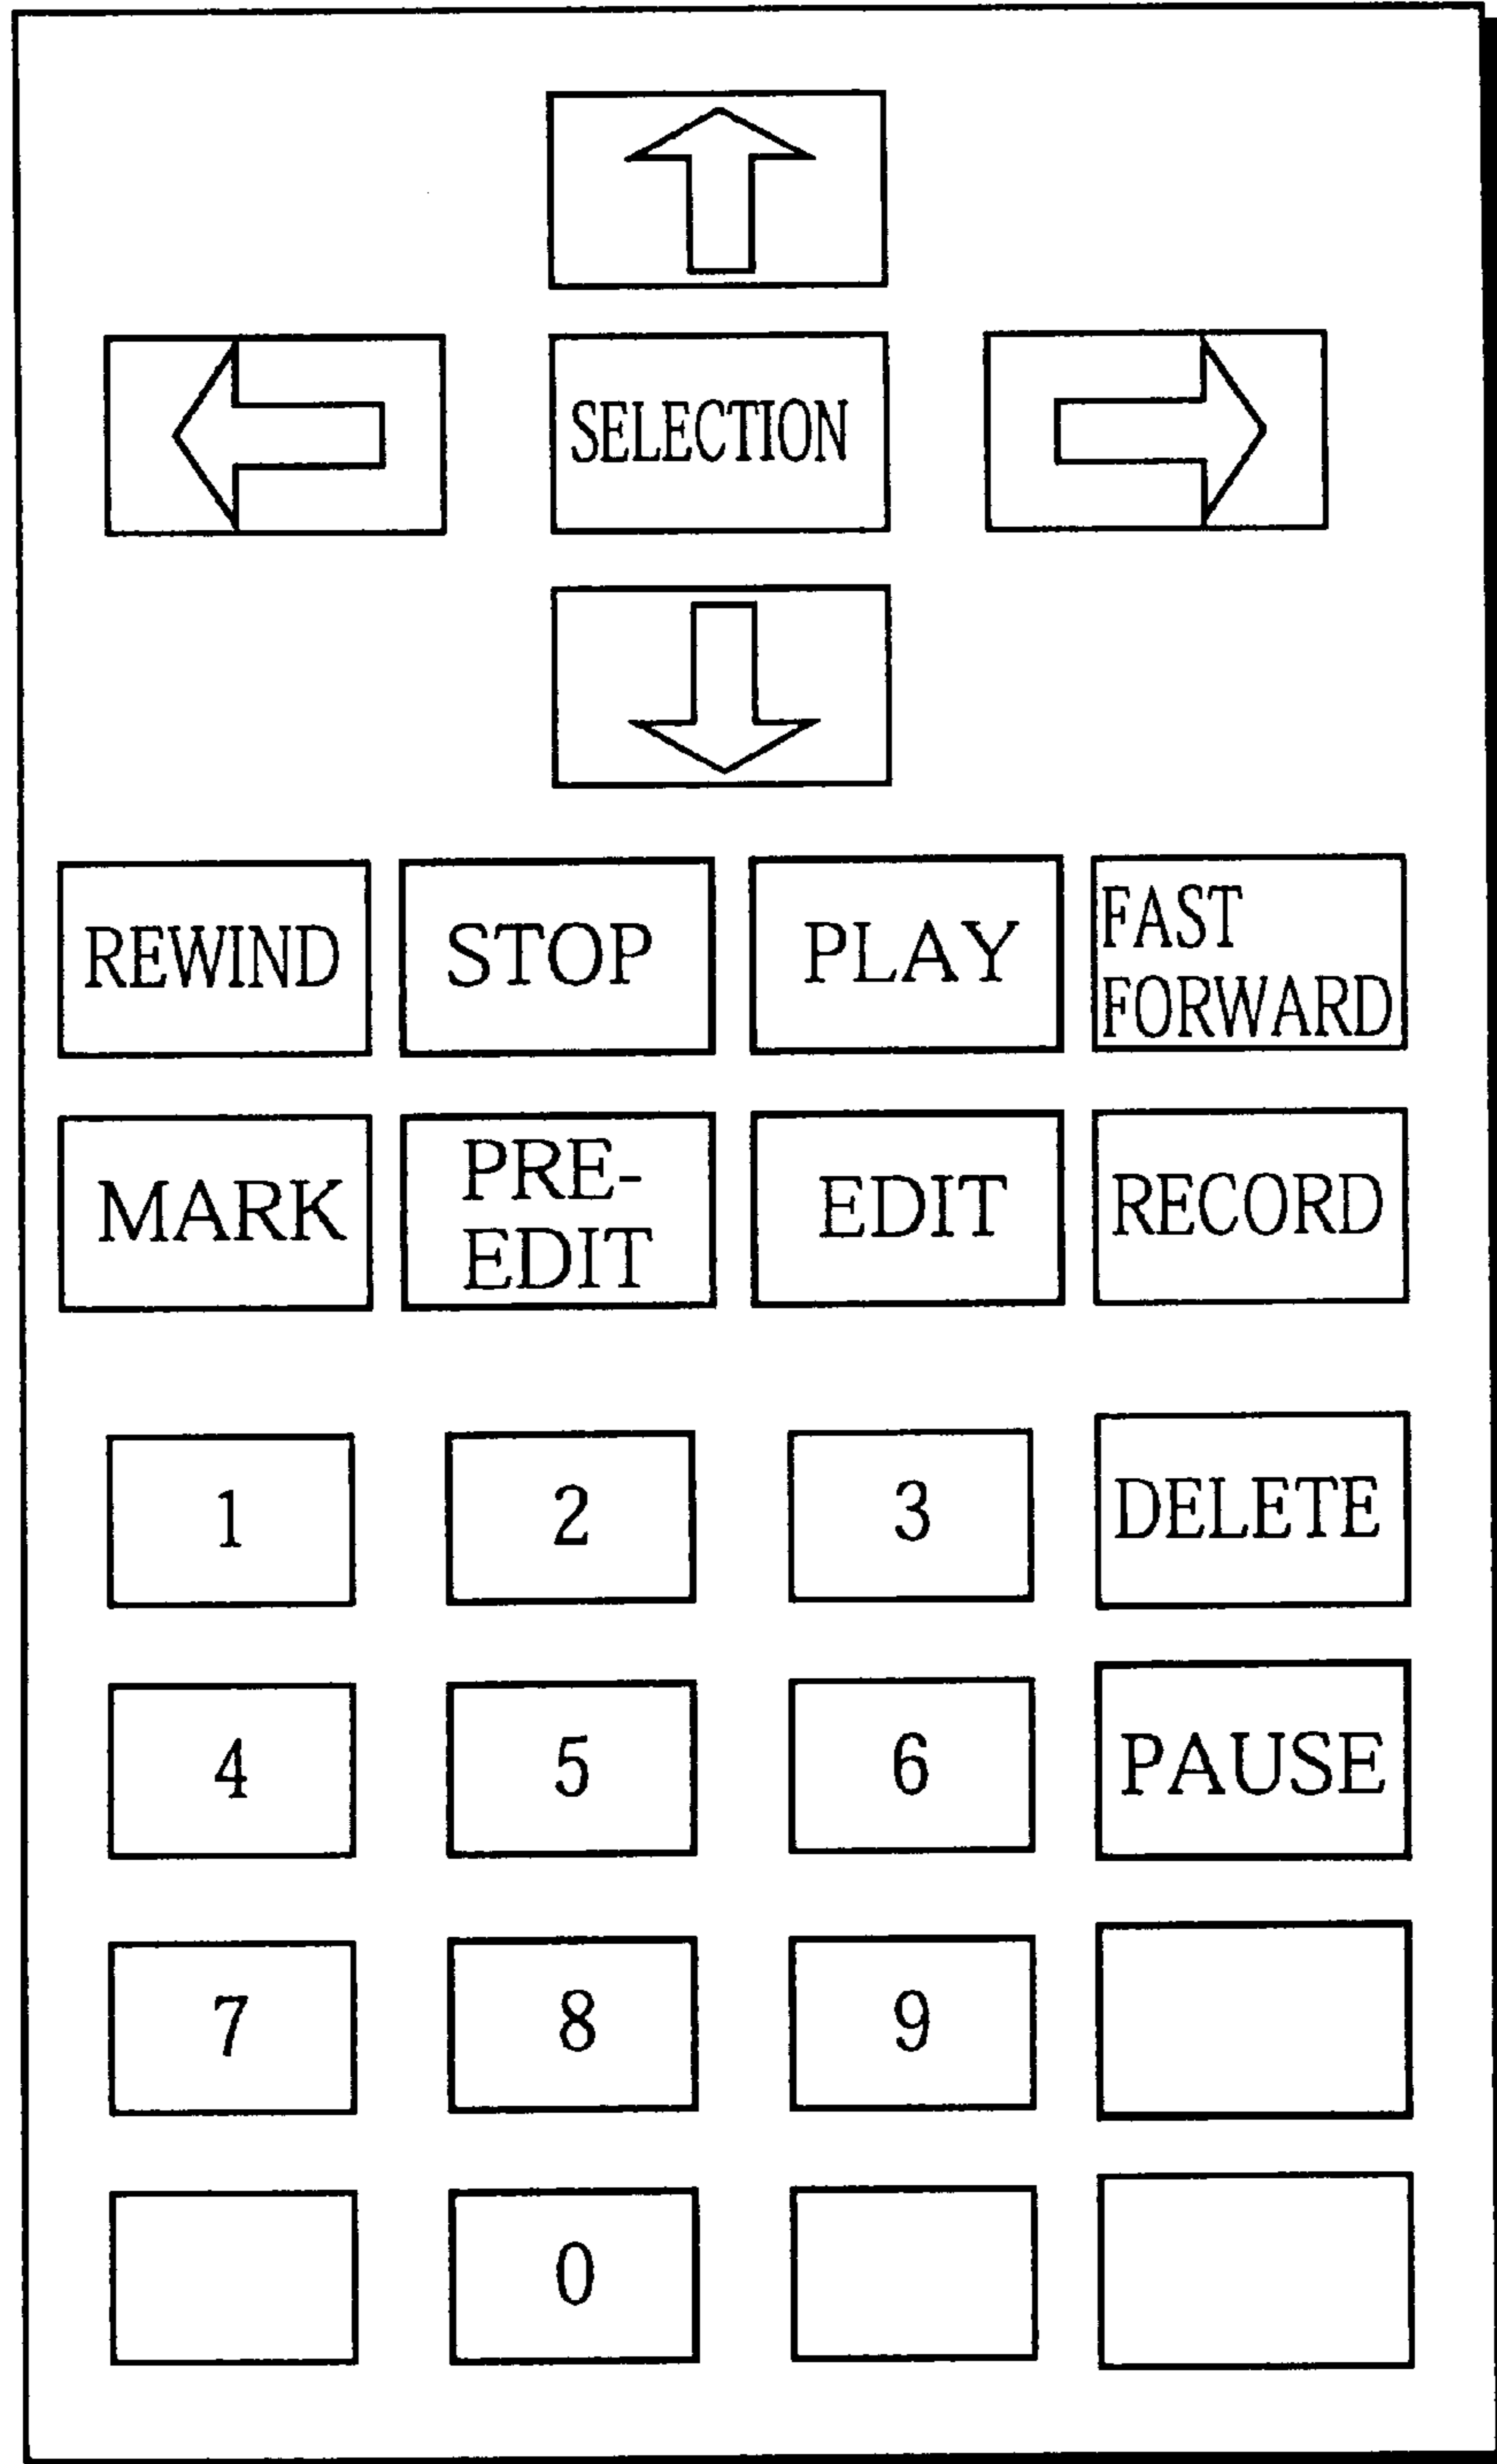 SELECTION
REWIND
STOP
PLAY
FAST
FORWARD
MARK
PRE-
EDIT
EDIT
RECORD
1
2
3
DELETE
4
5
6
PAUSE
7
8
9
0